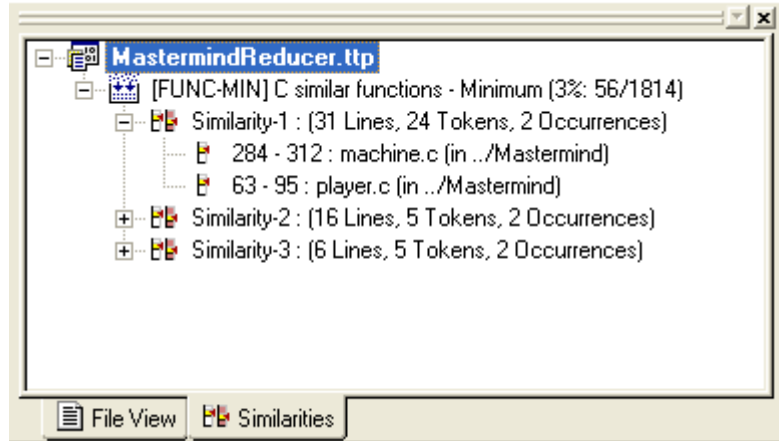 MastermindReducer.ttp
[FUNC-MIN] C similar functions - Minimum (3%: 56/1814)
Similarity-1 : (31 Lines, 24 Tokens, 2 Occurrences)
284 - 312 : machine.c (in ../Mastermind)
63 - 95 : player.c (in ../Mastermind)
Similarity-2 : (16 Lines, 5 Tokens, 2 Occurrences)
Similarity-3 : (6 Lines, 5 Tokens, 2 Occurrences)
File View Similarities